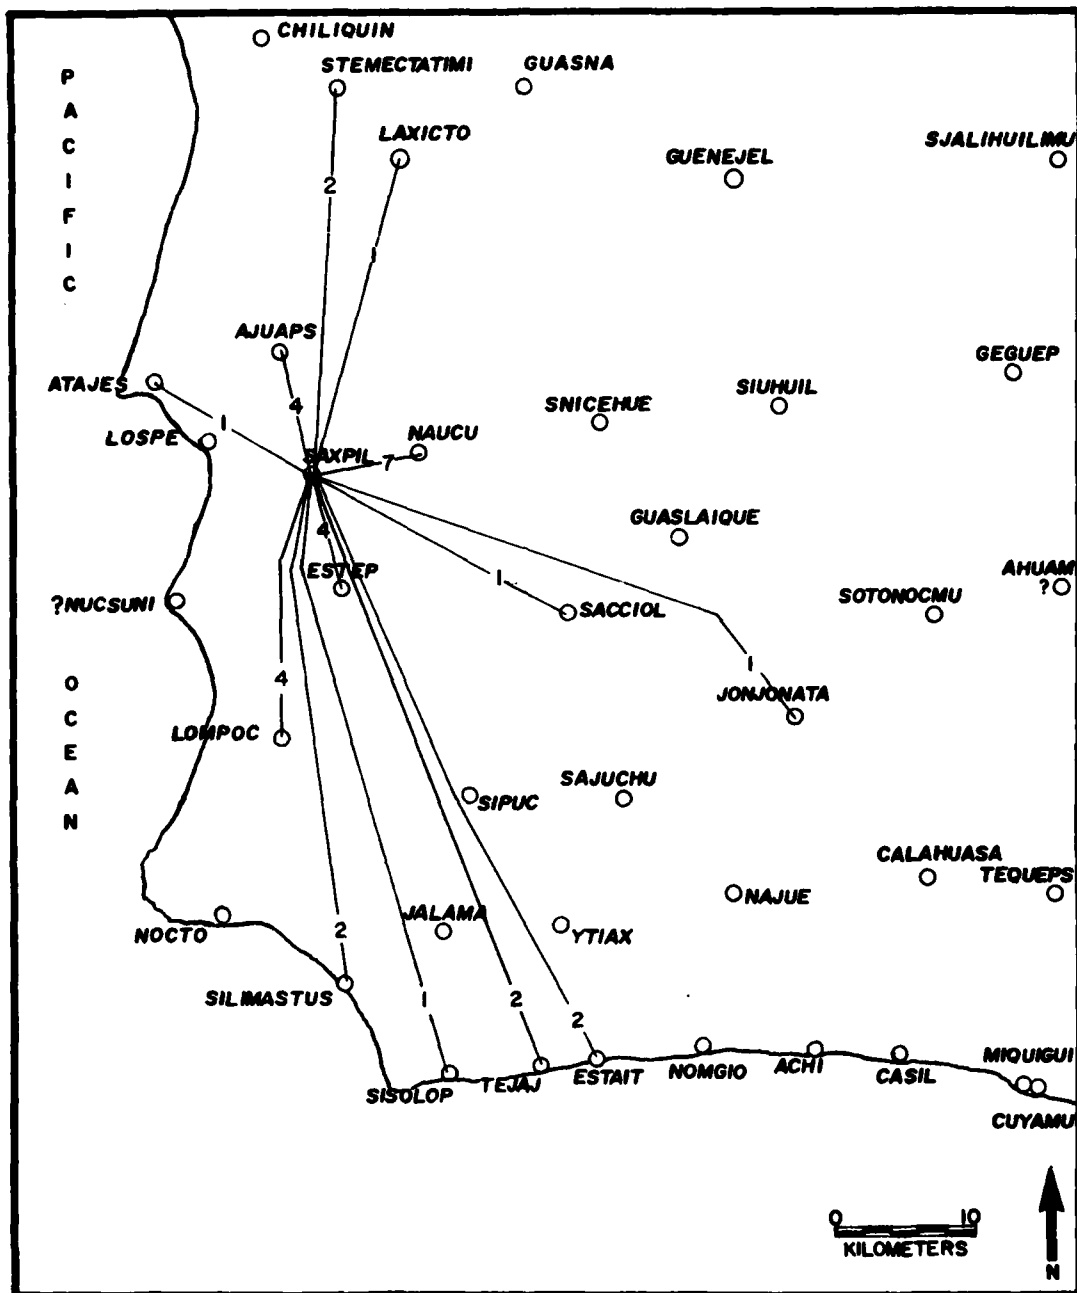 CHILIQUIN
STEMECTATIMI
GUASNA
PACIFIC
LAXICTO
GUENEJEL
SJALIHUILIMU
2
1
AJUAPS
ATAJES
4
1
LOSPE
NAUCU
SAXPIL
7
SNICEHUE
SIUHUIL
GEGUEP
GUASLAIQUE
4
ESTEP
1
SACCIOL
SOTONOCMU
AHUAM
?
?NUCSUNI
OCEAN
4
LOMPOC
1
JONJONATA
SIPUC
SAJUCHU
CALAHUASA
TEQUEPS
NAJUE
NOCTO
JALAMA
YTIAX
2
SILIMASTUS
1
2
2
SISOLOP
TEJAJ
ESTAIT
NOMGIO
ACHI
CASIL
MIQUIGUI
CUYAMU
0 10
KILOMETERS
N